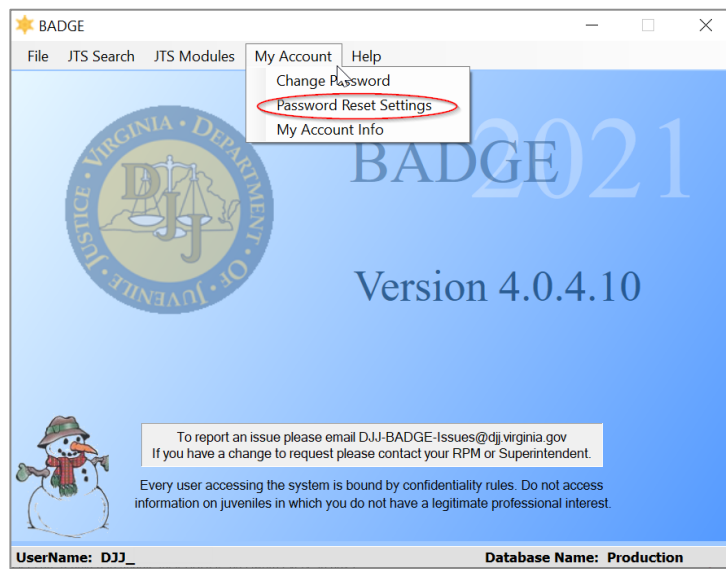 BADGE
File JTS Search JTS Modules My Account Help
Change Password
Password Reset Settings
My Account Info
VIRGINIA • DEPARTMENT • OF JUVENILE • JUSTICE •
DJJ
BADGE 2021
Version 4.0.4.10
To report an issue please email DJJ-BADGE-Issues@djj.virginia.gov
If you have a change to request please contact your RPM or Superintendent.
Every user accessing the system is bound by confidentiality rules. Do not access
information on juveniles in which you do not have a legitimate professional interest.
UserName: DJJ_ Database Name: Production